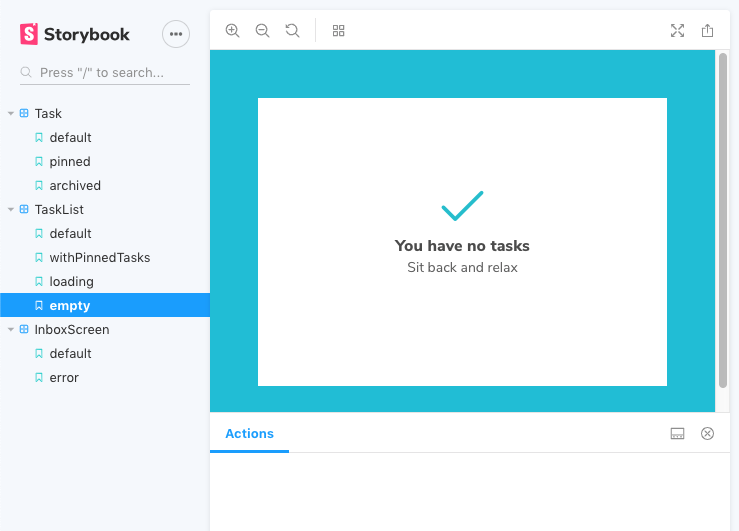 Storybook
Press "/" to search...
Task
default
pinned
archived
TaskList
default
withPinnedTasks
loading
empty
InboxScreen
default
error
You have no tasks
Sit back and relax
Actions